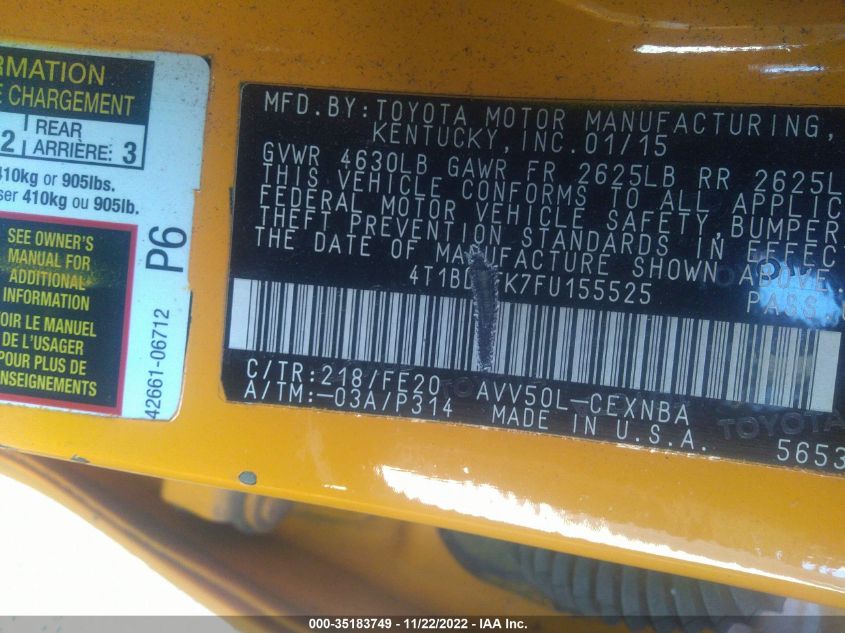 RMATION
E CHARGEMENT
2 REAR
ARRIÈRE: 3
410kg or 905lbs.
ser 410kg ou 905lb.
SEE OWNER'S
MANUAL FOR
ADDITIONAL
INFORMATION
OIR LE MANUEL
DE L'USAGER
POUR PLUS DE
NSEIGNEMENTS
P6
42661-06712
MFD.BY:TOYOTA MOTOR MANUFACTURING,
KENTUCKY,INC.01/15
GVWR 4630LB GAWR FR 2625LB RR 2625L
THIS VEHICLE CONFORMS TO ALL APPLIC
FEDERAL MOTOR VEHICLE SAFETY,BUMPER
THEFT PREVENTION STANDARDS IN EFFECT
THE DATE OF MANUFACTURE SHOWN ABOVE.
4T1B K7FU155525
PASS.
C/TR:218/FE20 AVV50L-CEXNBA
A/TM:-03A/P314 MADE IN U.S.A.
TOYOTA
5653
000-35183749 - 11/22/2022 - IAA Inc.